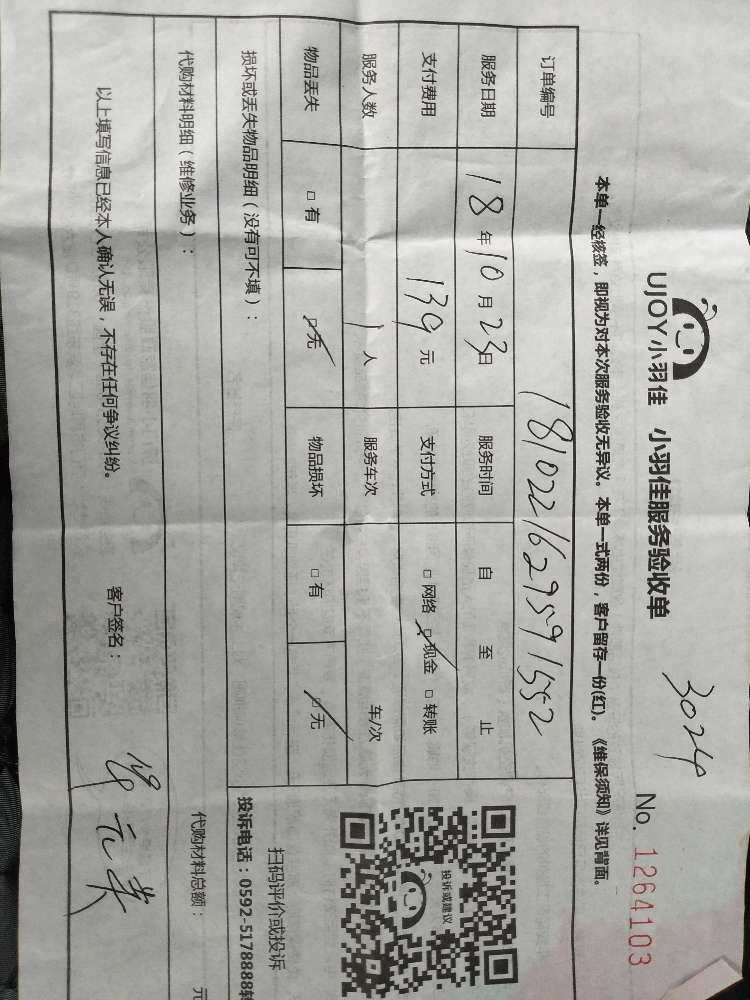 3024
UJOY小羽佳 小羽佳服务验收单 No. 1264103
本单一经核签，即视为对本次服务验收无异议。本单一式两份，客户留存一份(红)。《维保须知》详见背面。
订单编号 1810221629591552
服务日期 18年10月23日 服务时间 自 至 止
支付费用 139元 支付方式 □网络 □现金 □转账
服务人数 1人 服务车次 车/次
物品丢失 □有 □无 物品损坏 □有 □无
投诉或建议
扫码评价或投诉
投诉电话：0592-5178888转
损坏或丢失物品明细（没有可不填）：
代购材料明细（维修业务）： 代购材料总额： 元
以上填写信息已经本人确认无误，不存在任何争议纠纷。 客户签名：